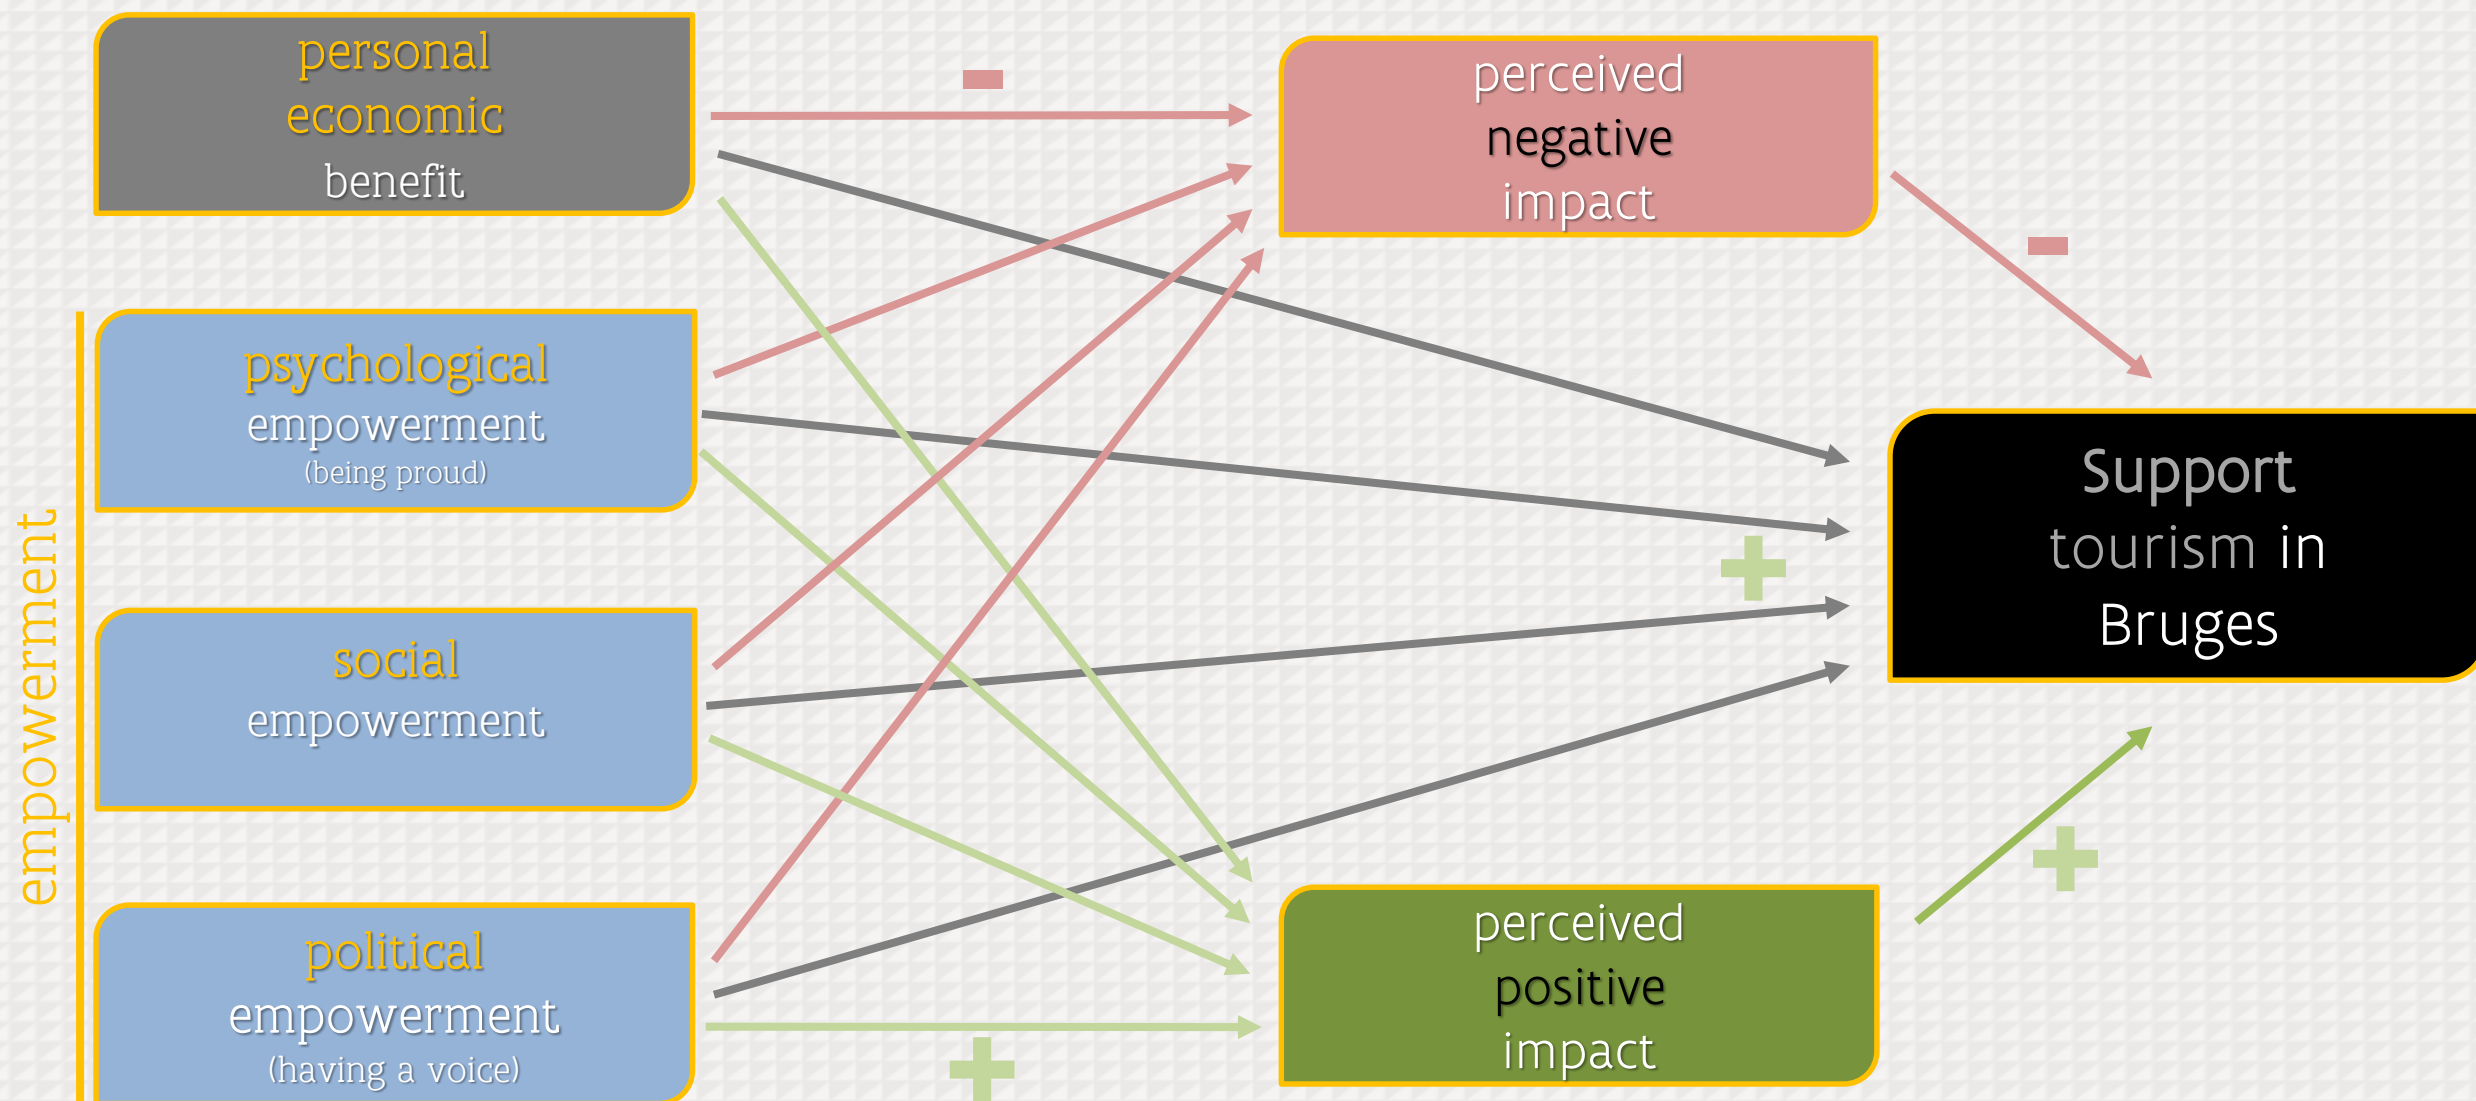 personal
economic
benefit
perceived
negative
impact
psychological
empowerment
(being proud)
Support
tourism in
Bruges
empowerment
social
empowerment
political
empowerment
(having a voice)
perceived
positive
impact